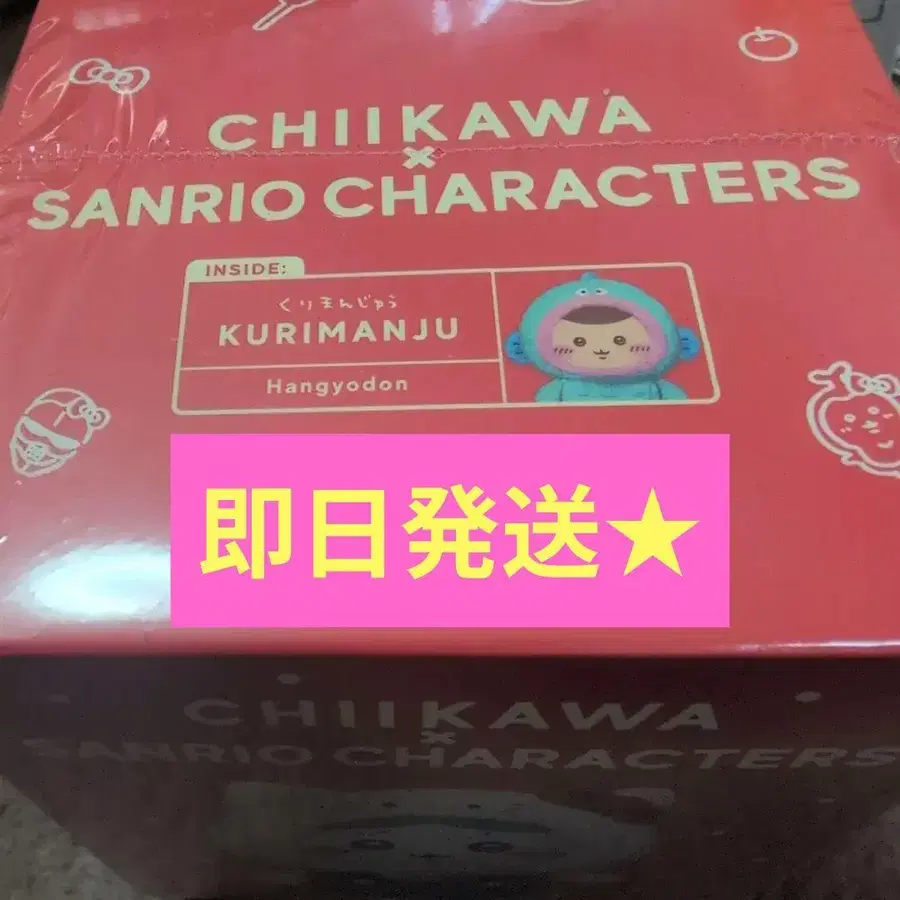 CHIIKAWA
×
SANRIO CHARACTERS
INSIDE:
くりまんじゅう
KURIMANJU
Hangyodon
即日発送★
CHIIKAWA
×
SANRIO CHARACTERS